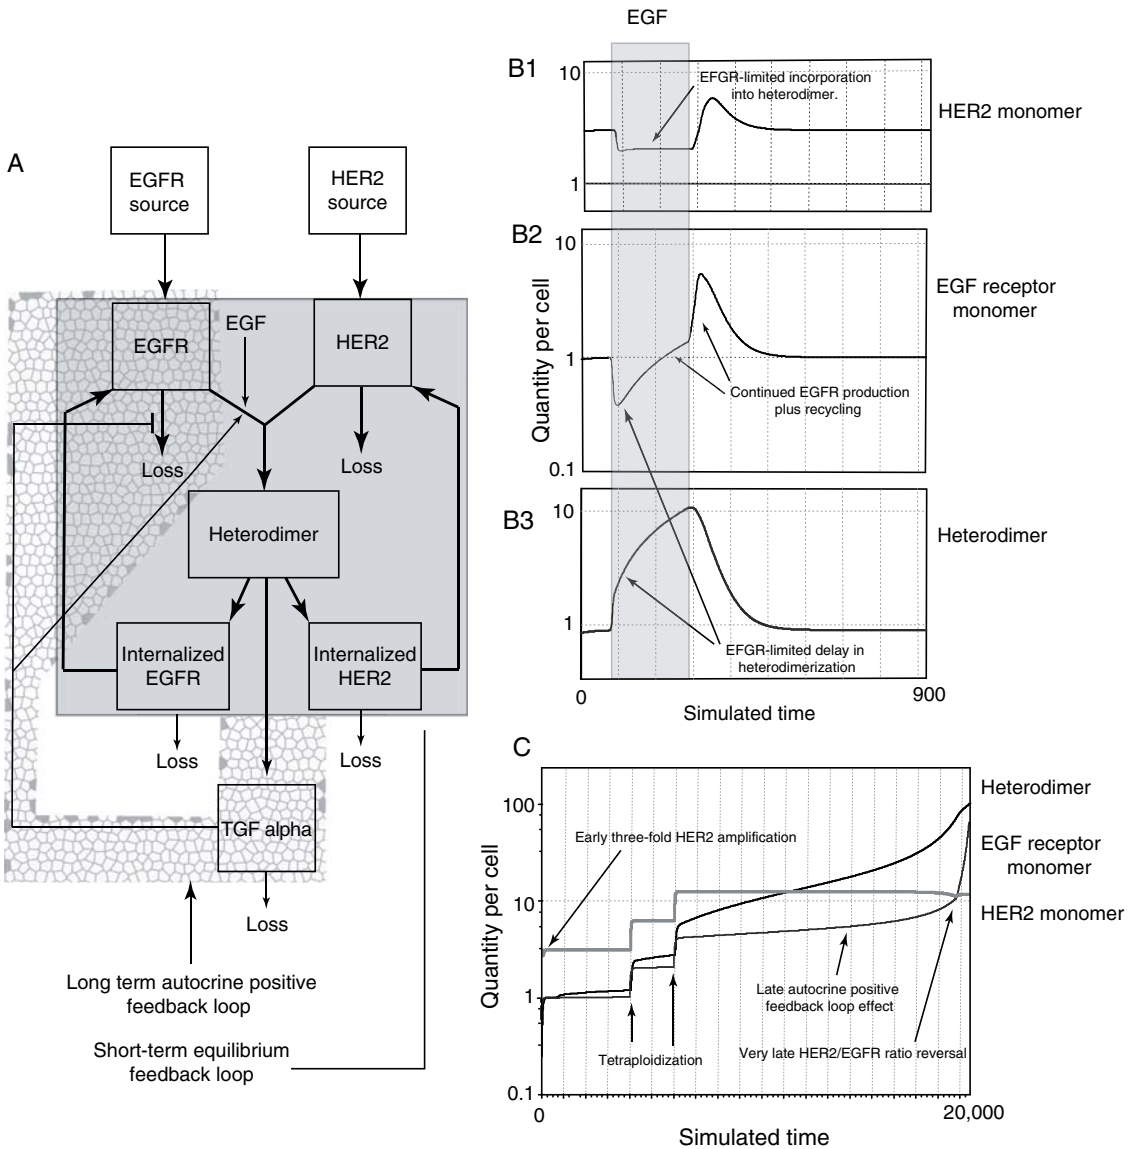 A
EGFR
source
HER2
source
EGFR
EGF
HER2
Loss
Loss
Heterodimer
Internalized
EGFR
Internalized
HER2
Loss
Loss
TGF alpha
Loss
Long term autocrine positive
feedback loop
Short-term equilibrium
feedback loop
EGF
B1
10
1
EFGR-limited incorporation
into heterodimer.
HER2 monomer
B2
10
1
0.1
Quantity per cell
Continued EGFR production
plus recycling
EGF receptor
monomer
B3
10
1
EFGR-limited delay in
heterodimerization
Heterodimer
0
900
Simulated time
C
100
10
1
0.1
Quantity per cell
Early three-fold HER2 amplification
Late autocrine positive
feedback loop effect
Tetraploidization
Very late HER2/EGFR ratio reversal
Heterodimer
EGF receptor
monomer
HER2 monomer
0
20,000
Simulated time